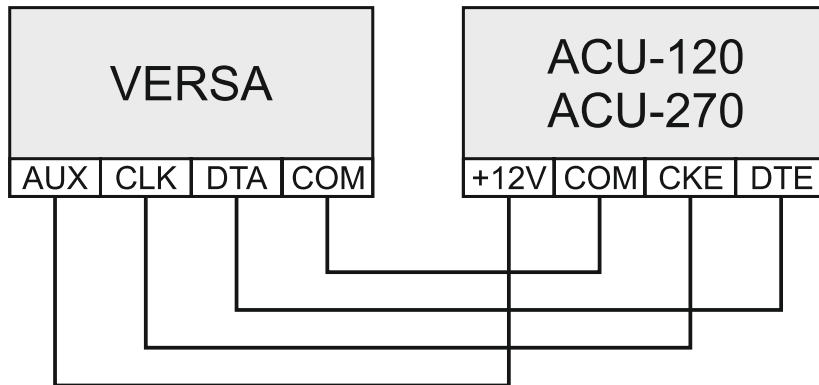 VERSA
ACU-120
ACU-270
AUX CLK DTA COM
+12V COM CKE DTE